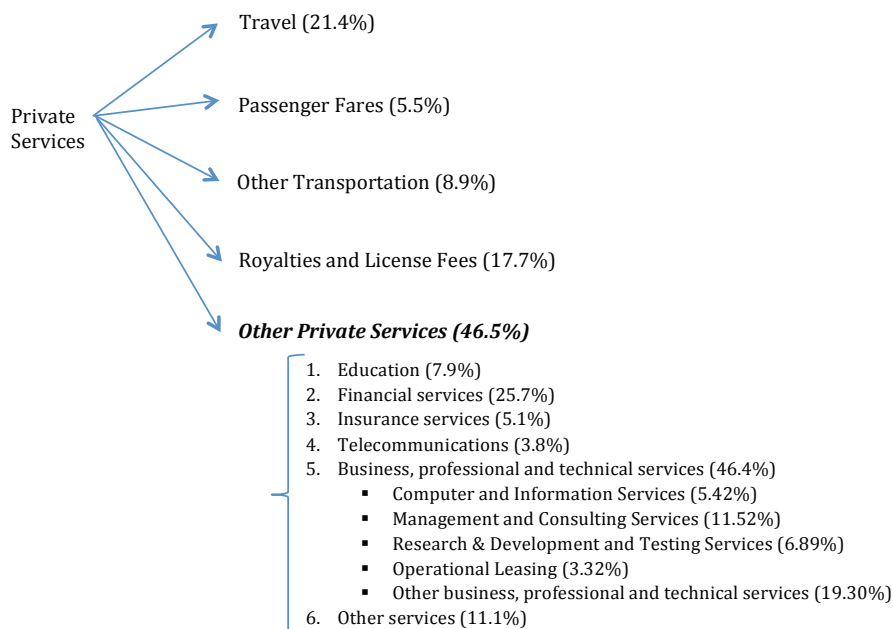 Travel (21.4%)
Private
Services
Passenger Fares (5.5%)
Other Transportation (8.9%)
Royalties and License Fees (17.7%)
Other Private Services (46.5%)
1. Education (7.9%)
2. Financial services (25.7%)
3. Insurance services (5.1%)
4. Telecommunications (3.8%)
5. Business, professional and technical services (46.4%)
▪ Computer and Information Services (5.42%)
▪ Management and Consulting Services (11.52%)
▪ Research & Development and Testing Services (6.89%)
▪ Operational Leasing (3.32%)
▪ Other business, professional and technical services (19.30%)
6. Other services (11.1%)